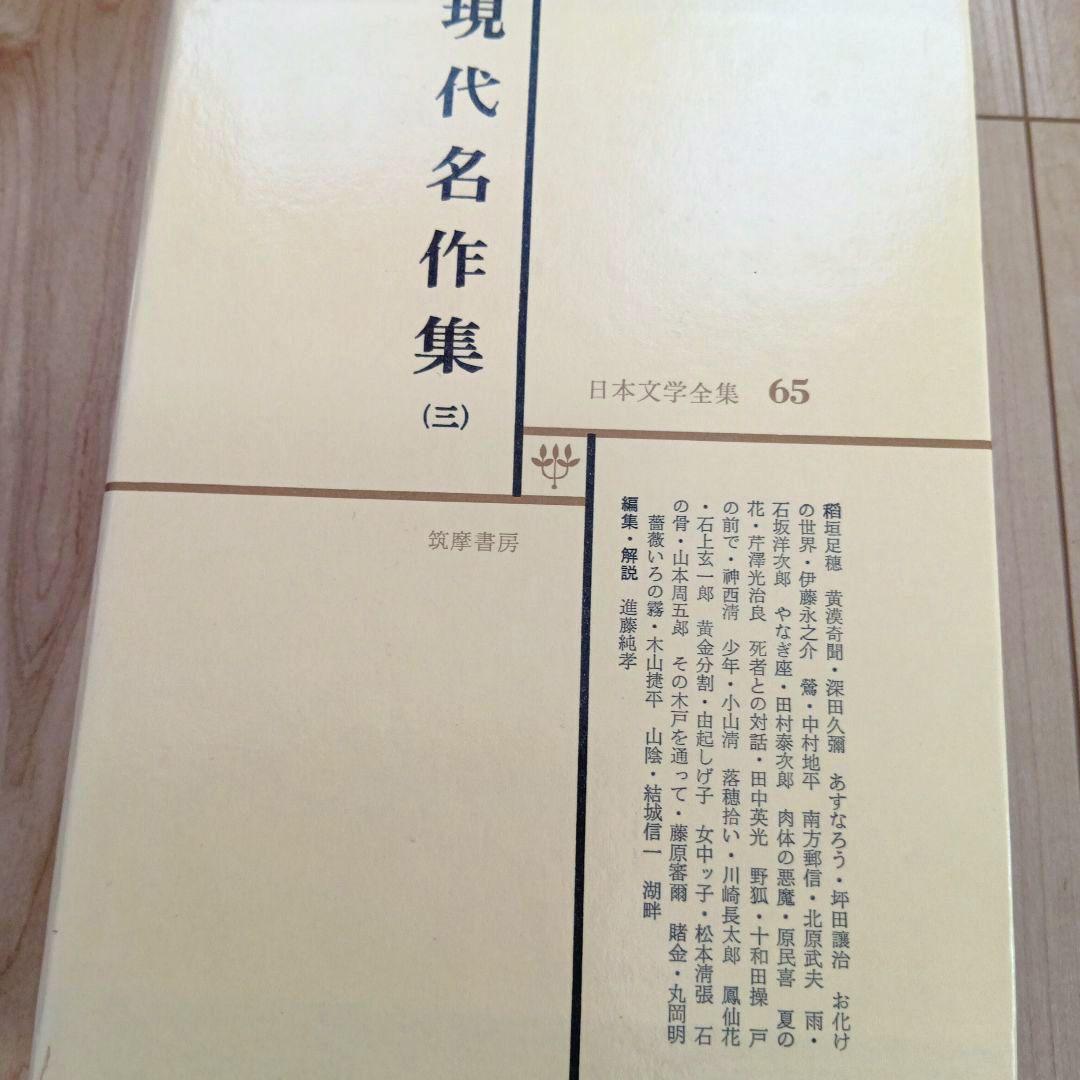 現代名作集
(三)
日本文学全集 65
筑摩書房
稻垣足穗 黄漠奇聞・深田久彌 あすなろう・坪田讓治 お化け
の世界・伊藤永之介 鶯・中村地平 南方郵信・北原武夫 雨・
石坂洋次郎 やなぎ座・田村泰次郎 肉体の悪魔・原民喜 夏の
花・芹澤光治良 死者との対話・田中英光 野狐・十和田操 戸
の前で・神西淸 少年・小山淸 落穂拾い・川崎長太郎 鳳仙花
・石上玄一郎 黄金分割・由起しげ子 女中ッ子・松本淸張 石
の骨・山本周五郎 その木戸を通って・藤原審爾 賭金・丸岡明
薔薇いろの霧・木山捷平 山陰・結城信一 湖畔
編集・解説 進藤純孝